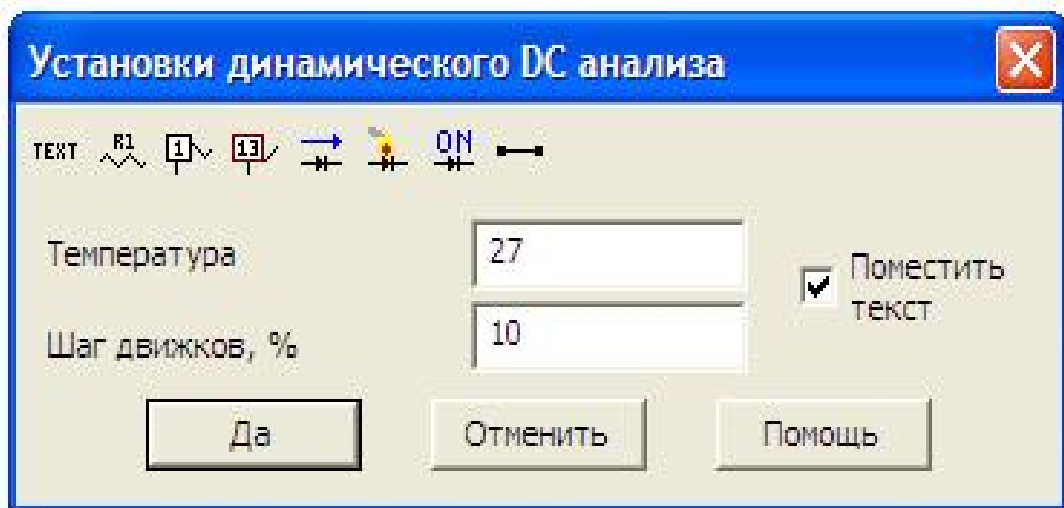 Установки динамического DC анализа
TEXT R1 1 13 ON
Температура 27
Поместить
текст
Шаг движков, % 10
Да Отменить Помощь